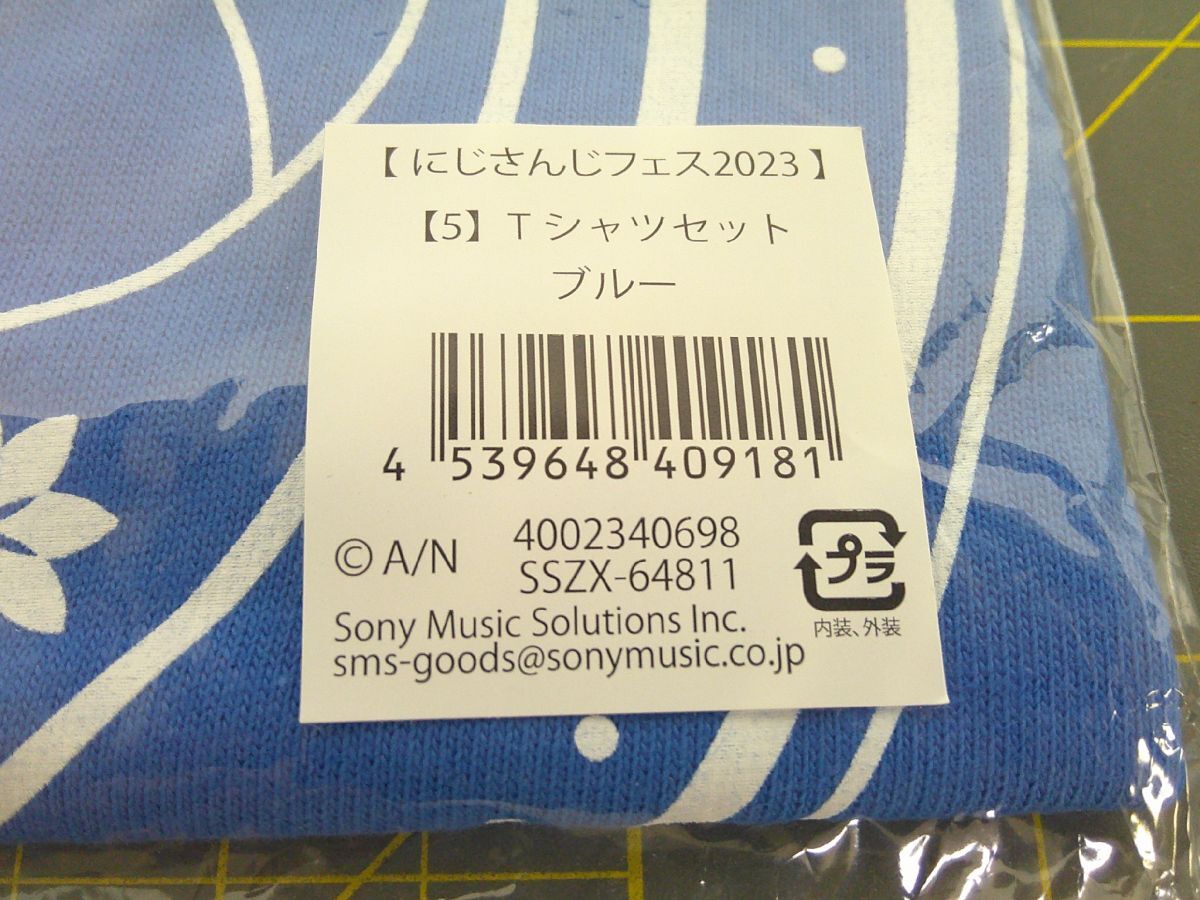 【 にじさんじフェス2023 】
【5】Tシャツセット
ブルー
4 539648 409181
© A/N
4002340698
SSZX-64811
プラ
内装、外装
Sony Music Solutions Inc.
sms-goods@sonymusic.co.jp